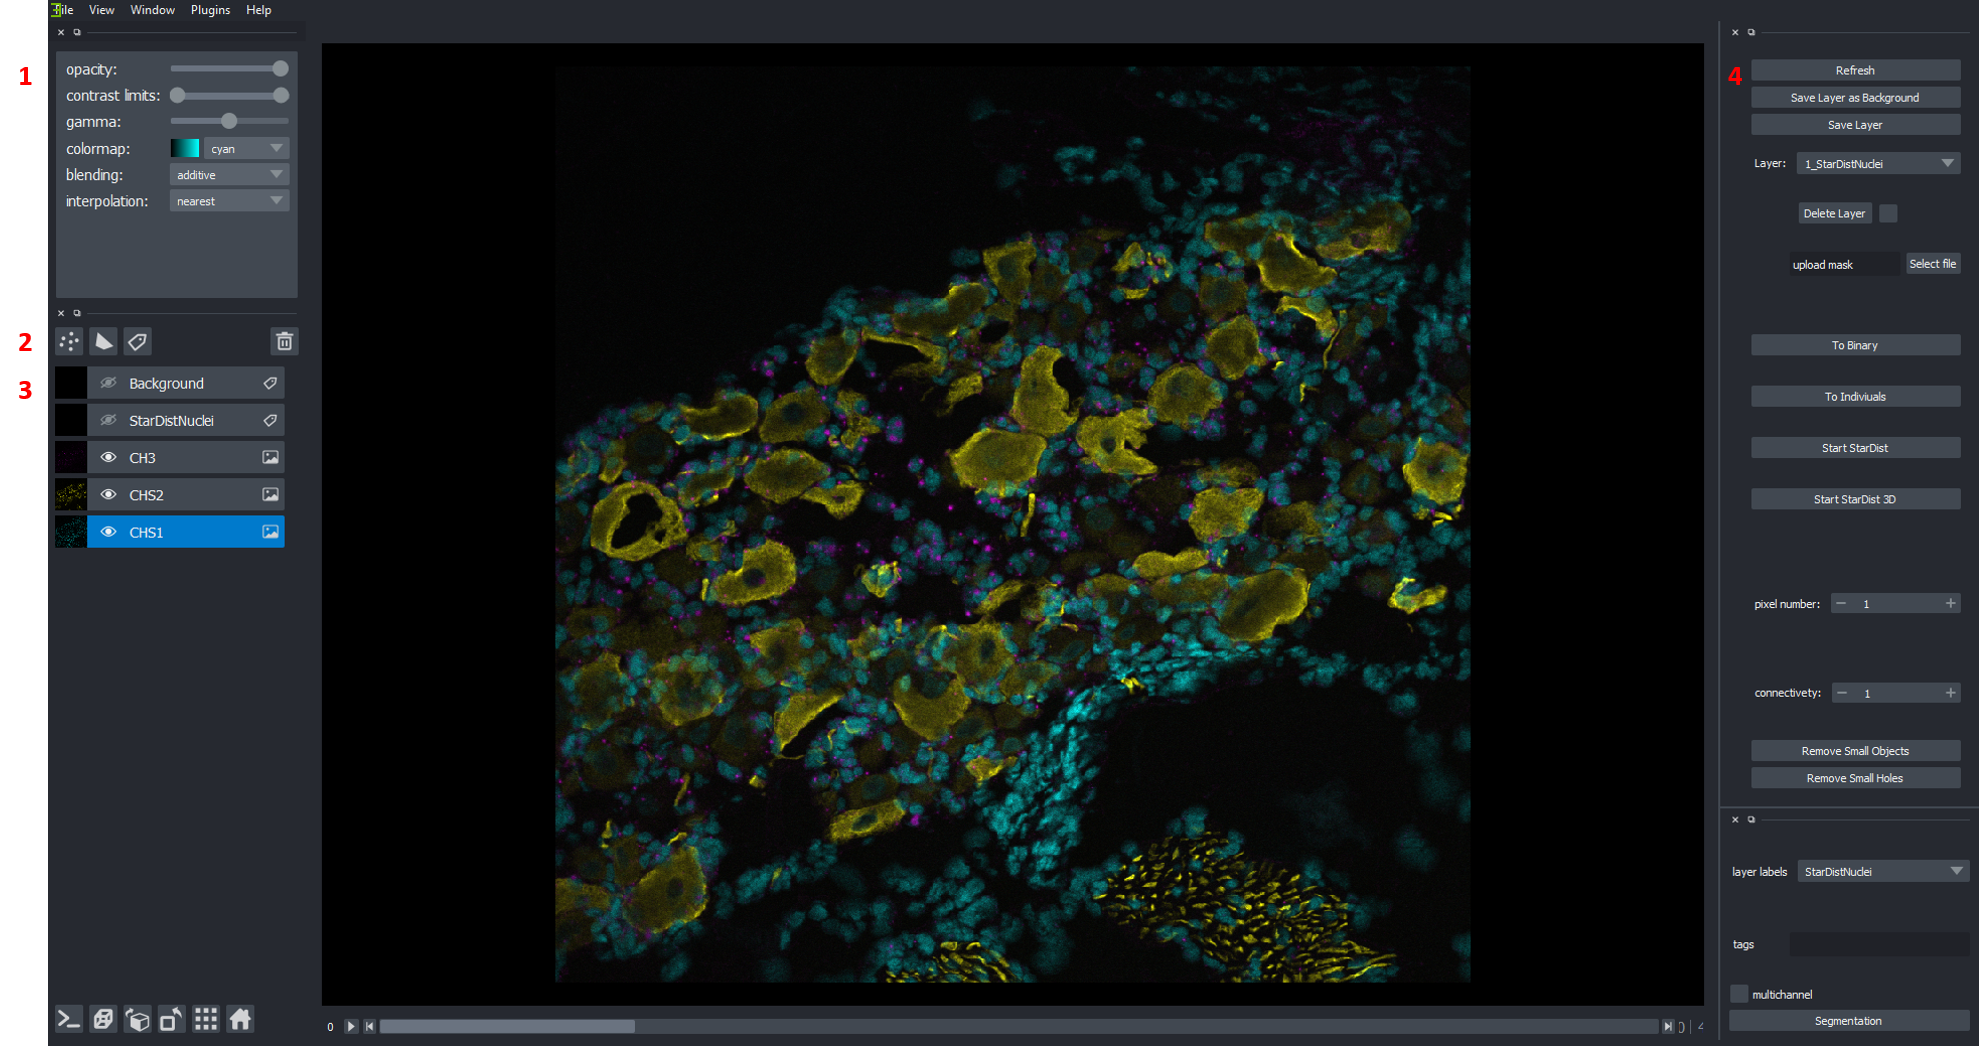 File View Window Plugins Help
1
opacity:
contrast limits:
gamma:
colormap: cyan
blending: additive
interpolation: nearest
2
3
Background
StarDistNuclei
CH3
CHS2
CHS1
0
4
4
Refresh
Save Layer as Background
Save Layer
Layer: 1_StarDistNuclei
Delete Layer
upload mask Select file
To Binary
To Indiviuals
Start StarDist
Start StarDist 3D
pixel number: 1
connectivety: 1
Remove Small Objects
Remove Small Holes
layer labels StarDistNuclei
tags
multichannel
Segmentation